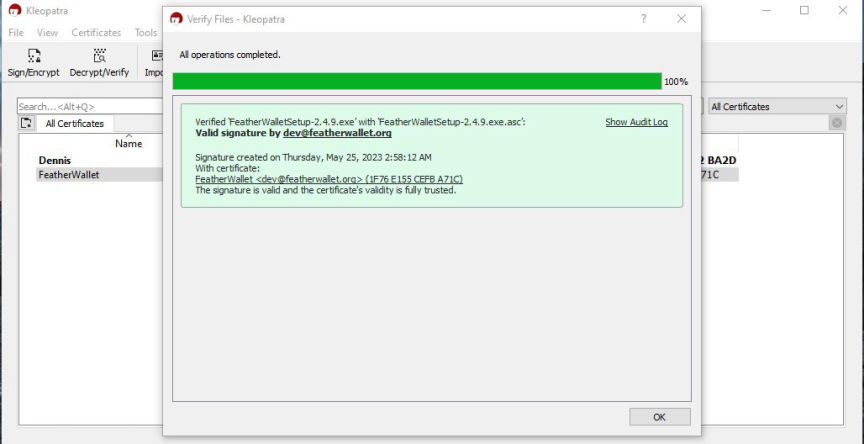 Kleopatra
File View Certificates Tools
Sign/Encrypt Decrypt/Verify Impo
Search...<Alt+Q>
All Certificates
All Certificates
Name
Dennis
2 BA2D
FeatherWallet
71C
Verify Files - Kleopatra
?
All operations completed.
100%
Verified 'FeatherWalletSetup-2.4.9.exe' with 'FeatherWalletSetup-2.4.9.exe.asc':
Show Audit Log
Valid signature by dev@featherwallet.org
Signature created on Thursday, May 25, 2023 2:58:12 AM
With certificate:
FeatherWallet <dev@featherwallet.org> (1F76 E155 CEFB A71C)
The signature is valid and the certificate's validity is fully trusted.
OK